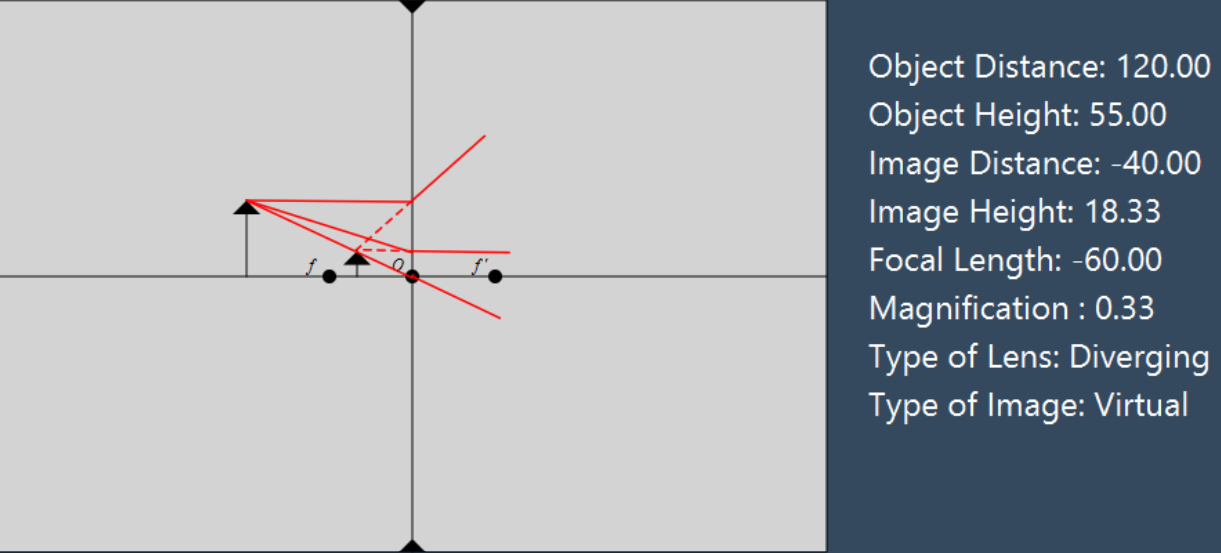 f
O
f'
Object Distance: 120.00
Object Height: 55.00
Image Distance: -40.00
Image Height: 18.33
Focal Length: -60.00
Magnification : 0.33
Type of Lens: Diverging
Type of Image: Virtual